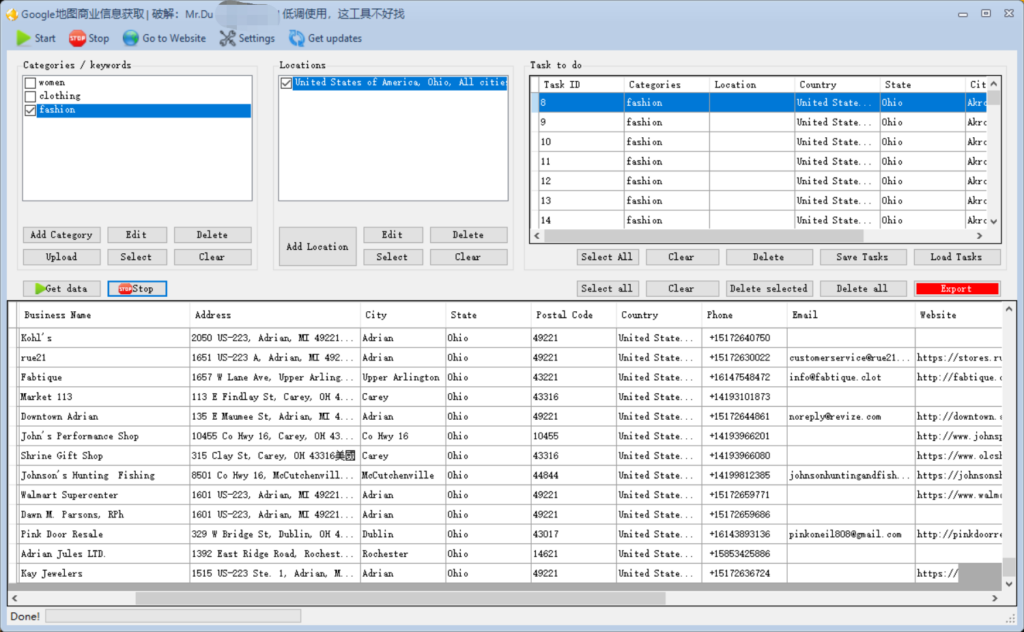 Google地图商业信息获取 | 破解: Mr.Du | 低调使用，这工具不好找
Start Stop Go to Website Settings Get updates
Categories / keywords Locations Task to do
women
clothing
fashion
United States of America, Ohio, All citie
Task ID Categories Location Country State Cit
8 fashion United State... Ohio Akro
9 fashion United State... Ohio Akro
10 fashion United State... Ohio Akro
11 fashion United State... Ohio Akro
12 fashion United State... Ohio Akro
13 fashion United State... Ohio Akro
14 fashion United State... Ohio Akro
Add Category Edit Delete
Upload Select Clear
Add Location Edit Delete
Select Clear
Select All Clear Delete Save Tasks Load Tasks
Get data Stop Select all Clear Delete selected Delete all Export
Business Name Address City State Postal Code Country Phone Email Website
Kohl's 2050 US-223, Adrian, MI 49221... Adrian Ohio 49221 United State... +15172640750
rue21 1651 US-223 A, Adrian, MI 492... Adrian Ohio 49221 United State... +15172630022 customerservice@rue21... https://stores.ru
Fabtique 1657 W Lane Ave, Upper Arling... Upper Arlington Ohio 43221 United State... +16147548472 info@fabtique.clot http://fabtique.c
Market 113 113 E Findlay St, Carey, OH 4... Carey Ohio 43316 United State... +14193101873
Downtown Adrian 135 E Maumee St, Adrian, MI 4... Adrian Ohio 49221 United State... +15172644861 noreply@revize.com http://downtown.
John's Performance Shop 10455 Co Hwy 16, Carey, OH 43... Co Hwy 16 Ohio 10455 United State... +14193966201 http://www.johnsp
Shrine Gift Shop 315 Clay St, Carey, OH 43316美國 Carey Ohio 43316 United State... +14193966080 https://www.olcsh
Johnson's Hunting Fishing 8501 Co Hwy 16, McCutchenvill... McCutchenville Ohio 44844 United State... +14199812385 johnsonhuntingandfish... https://johnsonsh
Walmart Supercenter 1601 US-223, Adrian, MI 49221... Adrian Ohio 49221 United State... +15172659771 https://www.walmo
Dawn M. Parsons, RPh 1601 US-223, Adrian, MI 49221... Adrian Ohio 49221 United State... +15172659686
Pink Door Resale 329 W Bridge St, Dublin, OH 4... Dublin Ohio 43017 United State... +16143893136 pinkoneil808@gmail.com http://pinkdoorre
Adrian Jules LTD. 1392 East Ridge Road, Rochest... Rochester Ohio 14621 United State... +15853425886
Kay Jewelers 1515 US-223 Ste. 1, Adrian, M... Adrian Ohio 49221 United State... +15172636724 https://
Done!